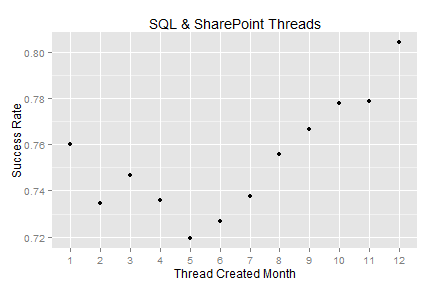 SQL & SharePoint Threads
Success Rate
0.80
0.78
0.76
0.74
0.72
1 2 3 4 5 6 7 8 9 10 11 12
Thread Created Month